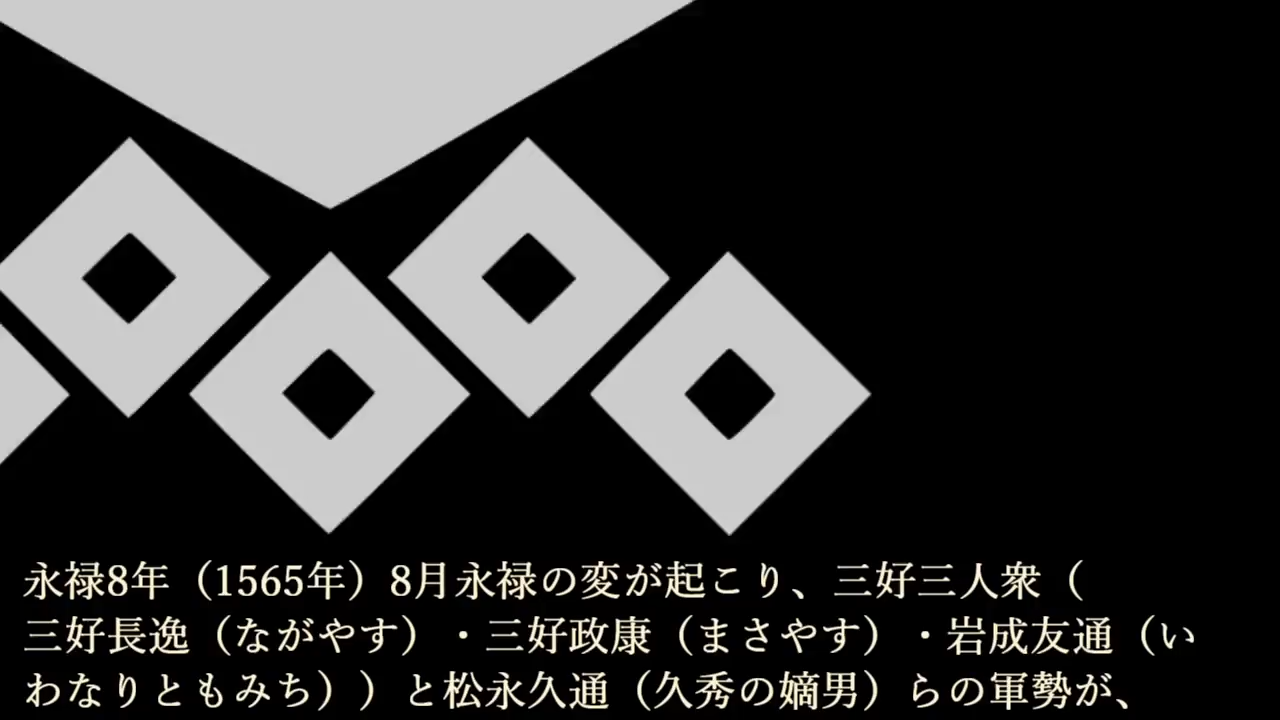 永禄8年（1565年）8月永禄の変が起こり、三好三人衆（
三好長逸（ながやす）・三好政康（まさやす）・岩成友通（い
わなりともみち））と松永久通（久秀の嫡男）らの軍勢が、